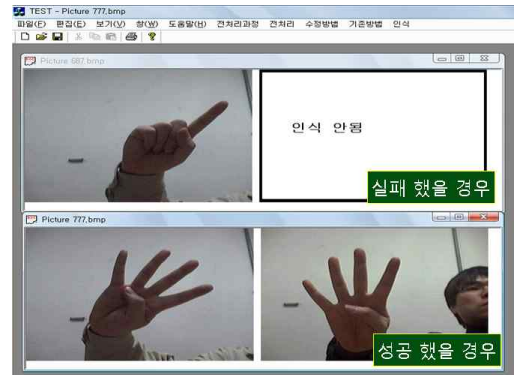 TEST - Picture 777.bmp
파일(F) 편집(E) 보기(V) 창(W) 도움말(H) 전처리과정 전처리 수정방법 기준방법 인식
Picture 687.bmp
인식 안됨
실패 했을 경우
Picture 777.bmp
성공 했을 경우